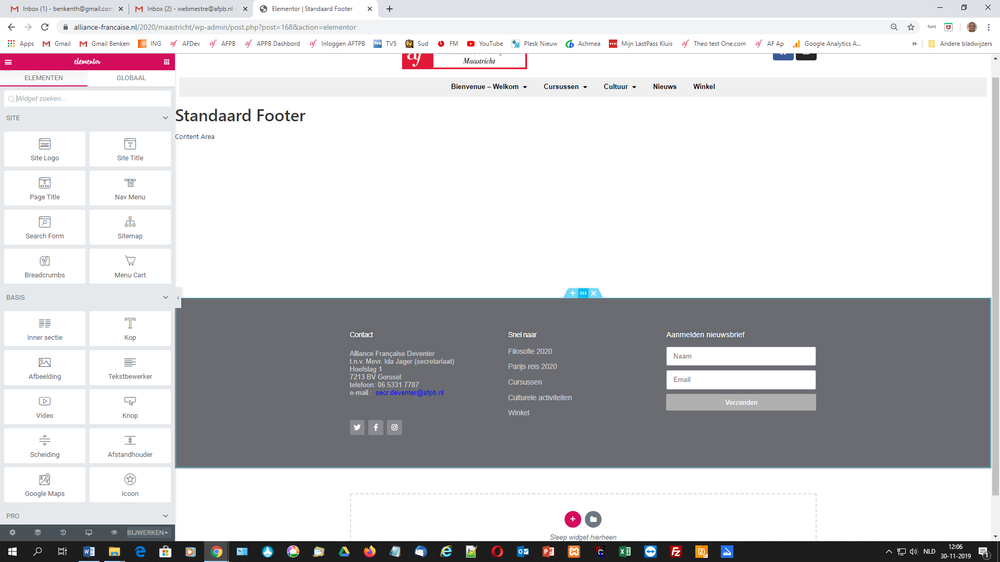 Inbox (1) - benkenth@gmail.com
Inbox (2) - webmestre@afpb.nl -
Elementor | Standaard Footer
alliance-francaise.nl/2020/maastricht/wp-admin/post.php?post=168&action=elementor
font
Apps Gmail Gmail Benken ING AFDev AFPB APPB Dashbord Inloggen AFTPB TV5 Sud FM YouTube Plesk Nieuw Achmea Mijn LastPass Kluis Theo test One.com AF Ap Google Analytics A... » Andere bladwijzers
elementor
ELEMENTEN GLOBAAL
Widget zoeken...
SITE
Site Logo Site Title
Page Title Nav Menu
Search Form Sitemap
Breadcrumbs Menu Cart
BASIS
Inner sectie Kop
Afbeelding Tekstbewerker
Video Knop
Scheiding Afstandhouder
Google Maps Icoon
PRO
BIJWERKEN
af
Maastricht
Bienvenue – Welkom Cursussen Cultuur Nieuws Winkel
Standaard Footer
Content Area
Contact
Alliance Française Deventer
t.n.v. Mevr. Ida Jager (secretariaat)
Hoefslag 1
7213 BV Gorssel
telefoon: 06 5331 7787
e-mail : secr.deventer@afpb.nl
Snel naar
Filosofie 2020
Parijs reis 2020
Cursussen
Culturele activiteiten
Winkel
Aanmelden nieuwsbrief
Naam
Email
Verzenden
Sleep widget hierheen
NLD
12:06
30-11-2019
1